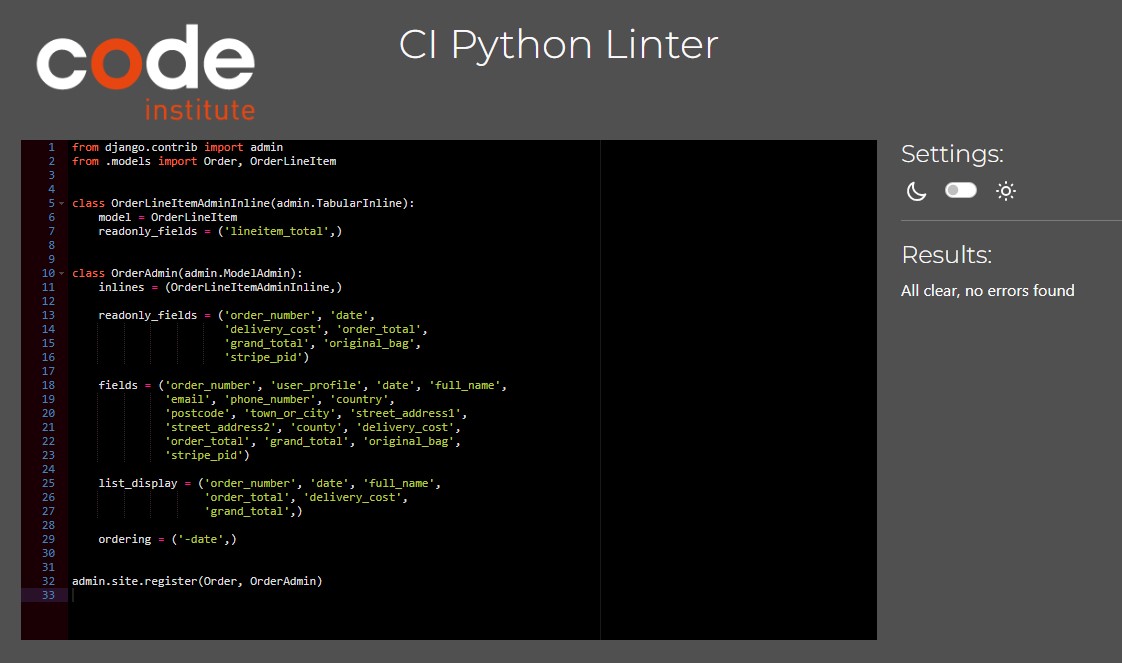 code
institute
CI Python Linter
1 from django.contrib import admin
2 from .models import Order, OrderLineItem
3
4
5 class OrderLineItemAdminInline(admin.TabularInline):
6     model = OrderLineItem
7     readonly_fields = ('lineitem_total',)
8
9
10 class OrderAdmin(admin.ModelAdmin):
11     inlines = (OrderLineItemAdminInline,)
12
13     readonly_fields = ('order_number', 'date',
14                        'delivery_cost', 'order_total',
15                        'grand_total', 'original_bag',
16                        'stripe_pid')
17
18     fields = ('order_number', 'user_profile', 'date', 'full_name',
19               'email', 'phone_number', 'country',
20               'postcode', 'town_or_city', 'street_address1',
21               'street_address2', 'county', 'delivery_cost',
22               'order_total', 'grand_total', 'original_bag',
23               'stripe_pid')
24
25     list_display = ('order_number', 'date', 'full_name',
26                     'order_total', 'delivery_cost',
27                     'grand_total',)
28
29     ordering = ('-date',)
30
31
32 admin.site.register(Order, OrderAdmin)
33
Settings:
Results:
All clear, no errors found